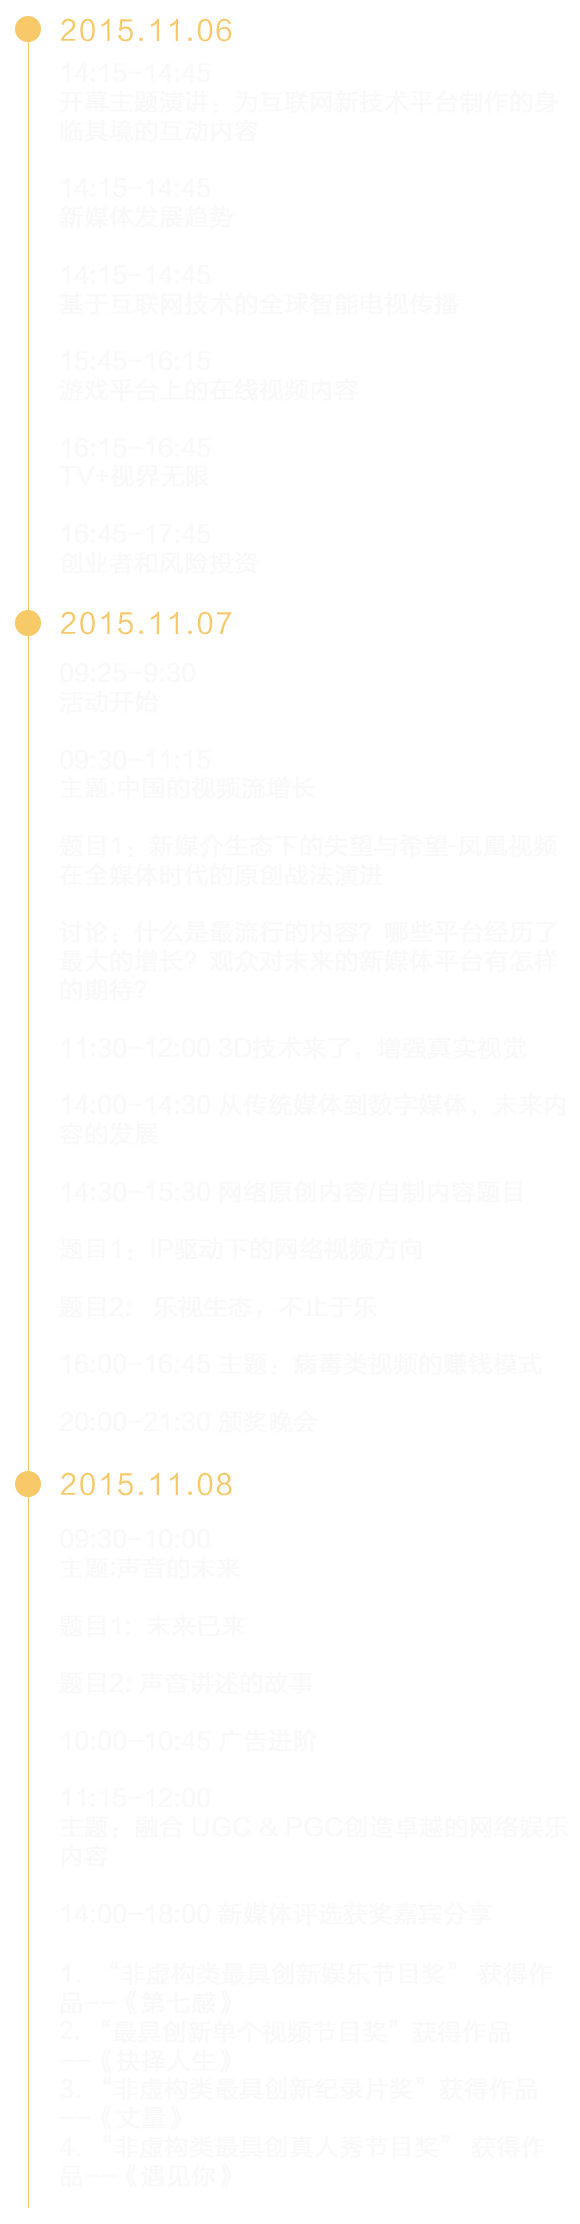 2015.11.06
14:15-14:45
开幕主题演讲：为互联网新技术平台制作的身
临其境的互动内容
14:15-14:45
新媒体发展趋势
14:15-14:45
基于互联网技术的全球智能电视传播
15:45-16:15
游戏平台上的在线视频内容
16:15-16:45
TV+视界无限
16:45-17:45
创业者和风险投资
2015.11.07
09:25-9:30
活动开始
09:30-11:15
主题:中国的视频流增长
题目1：新媒介生态下的失望与希望-凤凰视频
在全媒体时代的原创战法演进
讨论：什么是最流行的内容？哪些平台经历了
最大的增长？观众对未来的新媒体平台有怎样
的期待？
11:30-12:00 3D技术来了，增强真实视觉
14:00-14:30 从传统媒体到数字媒体，未来内
容的发展
14:30-15:30 网络原创内容/自制内容题目
题目1：IP驱动下的网络视频方向
题目2： 乐视生态，不止于乐
16:00-16:45 主题：病毒类视频的赚钱模式
20:00-21:30 颁奖晚会
2015.11.08
09:30-10:00
主题:声音的未来
题目1: 未来已来
题目2: 声音讲述的故事
10:00-10:45 广告进阶
11:15-12:00
主题：融合 UGC & PGC创造卓越的网络娱乐
内容
14:00-18:00 新媒体评选获奖嘉宾分享
1. “非虚构类最具创新娱乐节目奖” 获得作
品--《第七感》
2. “最具创新单个视频节目奖”获得作品
--《抉择人生》
3. “非虚构类最具创新纪录片奖”获得作品
--《丈量》
4. “非虚构类最具创真人秀节目奖” 获得作
品--《遇见你》